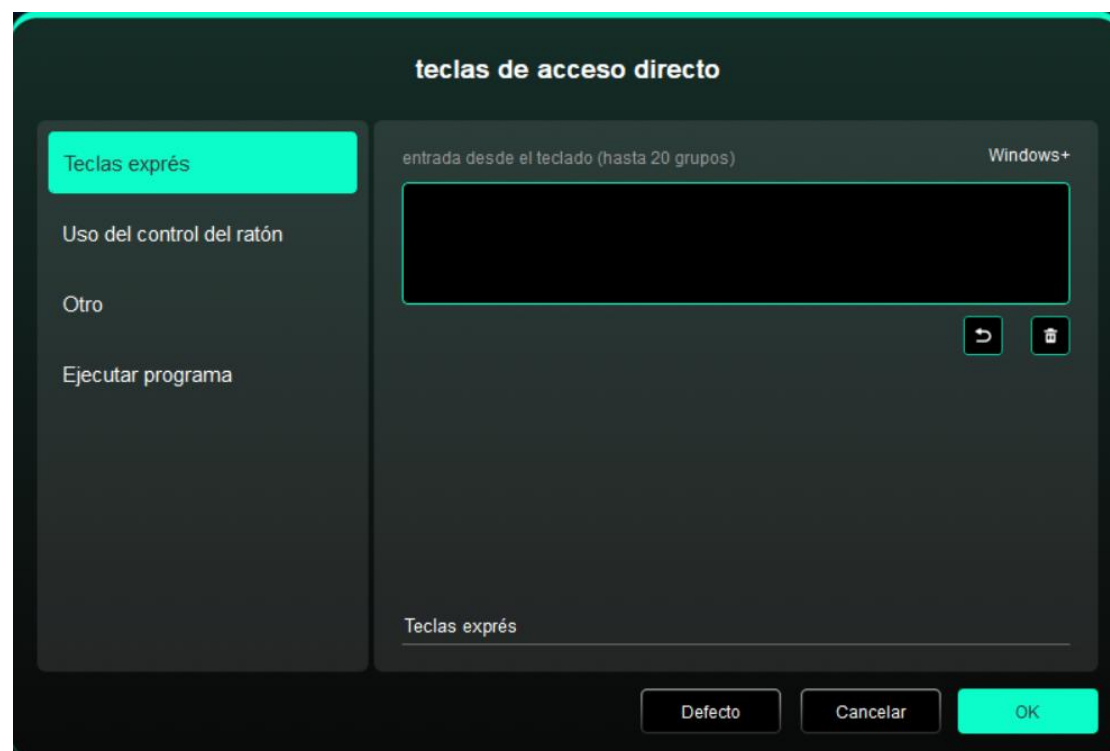 teclas de acceso directo
Teclas exprés
Uso del control del ratón
Otro
Ejecutar programa
entrada desde el teclado (hasta 20 grupos)
Windows+
Teclas exprés
Defecto
Cancelar
OK